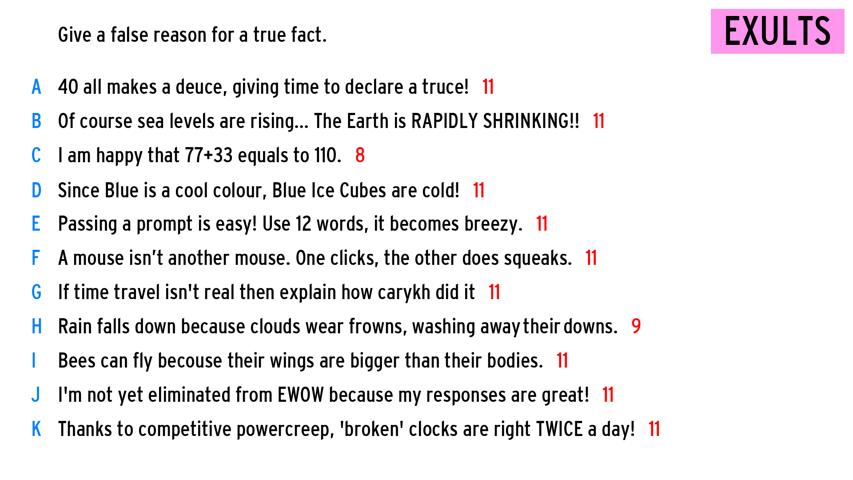 Give a false reason for a true fact.
EXULTS
A 40 all makes a deuce, giving time to declare a truce! 11
B Of course sea levels are rising... The Earth is RAPIDLY SHRINKING!! 11
C I am happy that 77+33 equals to 110. 8
D Since Blue is a cool colour, Blue Ice Cubes are cold! 11
E Passing a prompt is easy! Use 12 words, it becomes breezy. 11
F A mouse isn't another mouse. One clicks, the other does squeaks. 11
G If time travel isn't real then explain how carykh did it 11
H Rain falls down because clouds wear frowns, washing away their downs. 9
I Bees can fly becouse their wings are bigger than their bodies. 11
J I'm not yet eliminated from EWOW because my responses are great! 11
K Thanks to competitive powercreep, 'broken' clocks are right TWICE a day! 11